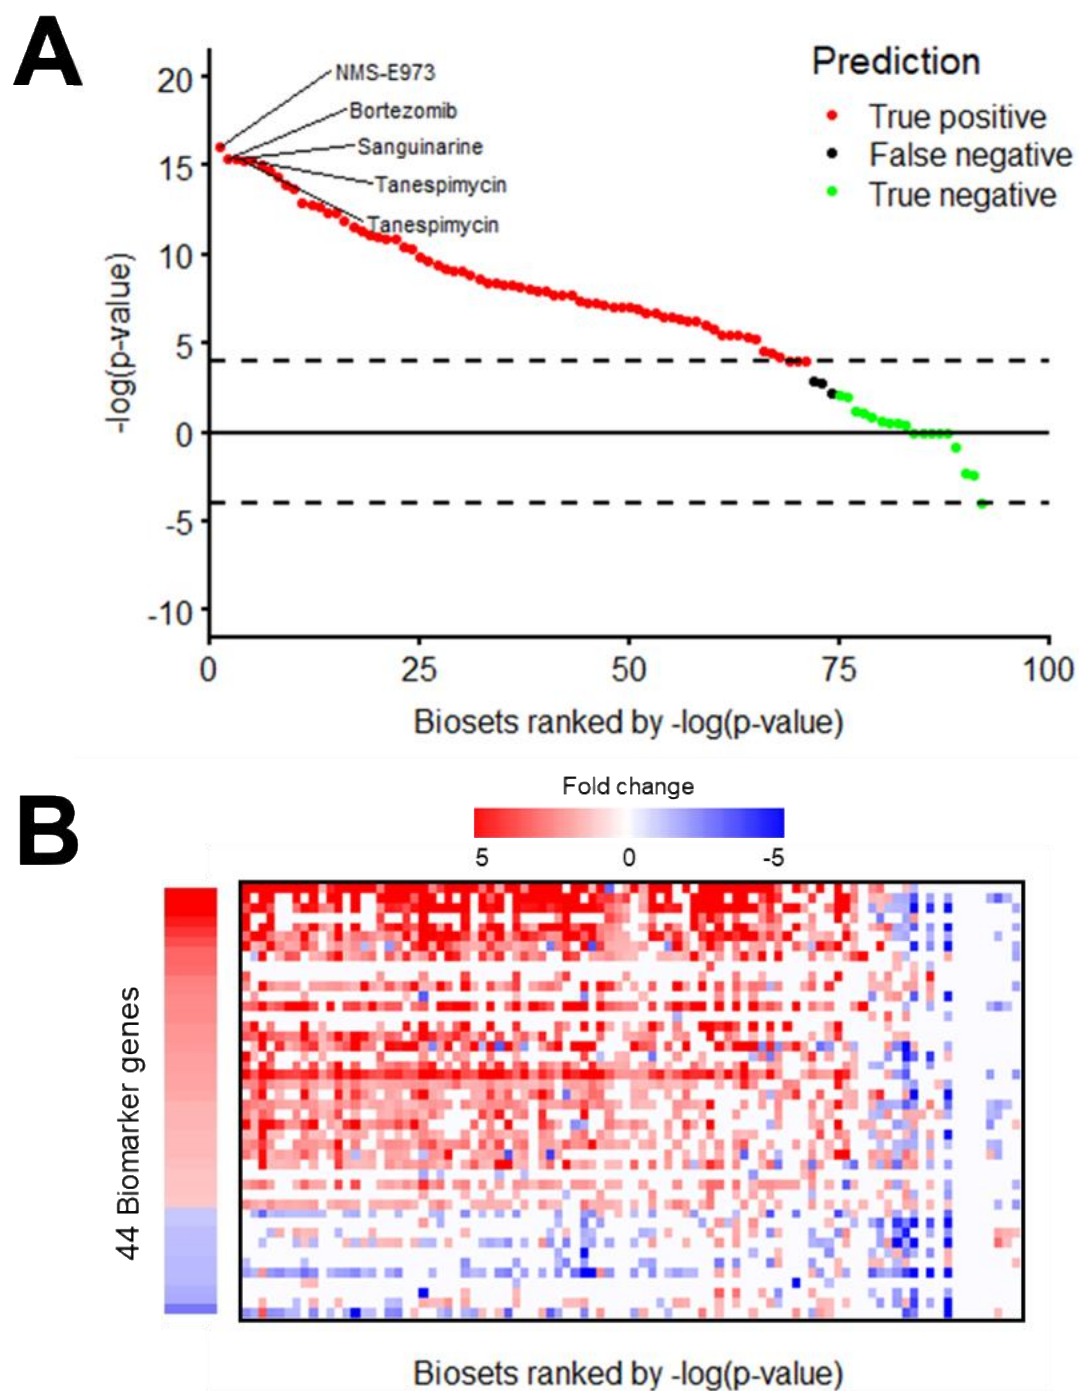 A
Prediction
True positive
False negative
True negative
NMS-E973
Bortezomib
Sanguinarine
Tanespimycin
Tanespimycin
-log(p-value)
20
15
10
5
0
-5
-10
0 25 50 75 100
Biosets ranked by -log(p-value)
B
Fold change
5 0 -5
44 Biomarker genes
Biosets ranked by -log(p-value)